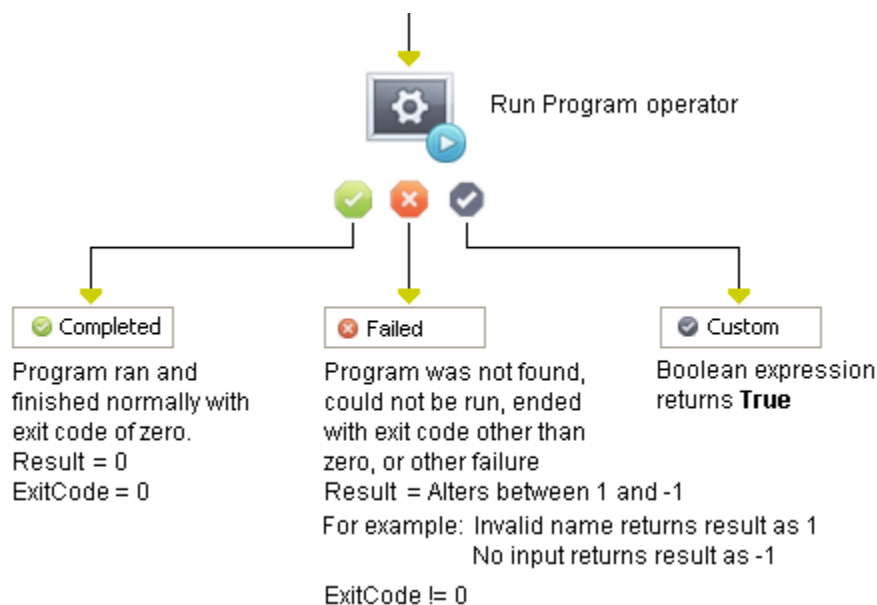 Run Program operator
Completed
Program ran and
finished normally with
exit code of zero.
Result = 0
ExitCode = 0
Failed
Program was not found,
could not be run, ended
with exit code other than
zero, or other failure
Result = Alters between 1 and -1
For example: Invalid name returns result as 1
No input returns result as -1
ExitCode != 0
Custom
Boolean expression
returns True